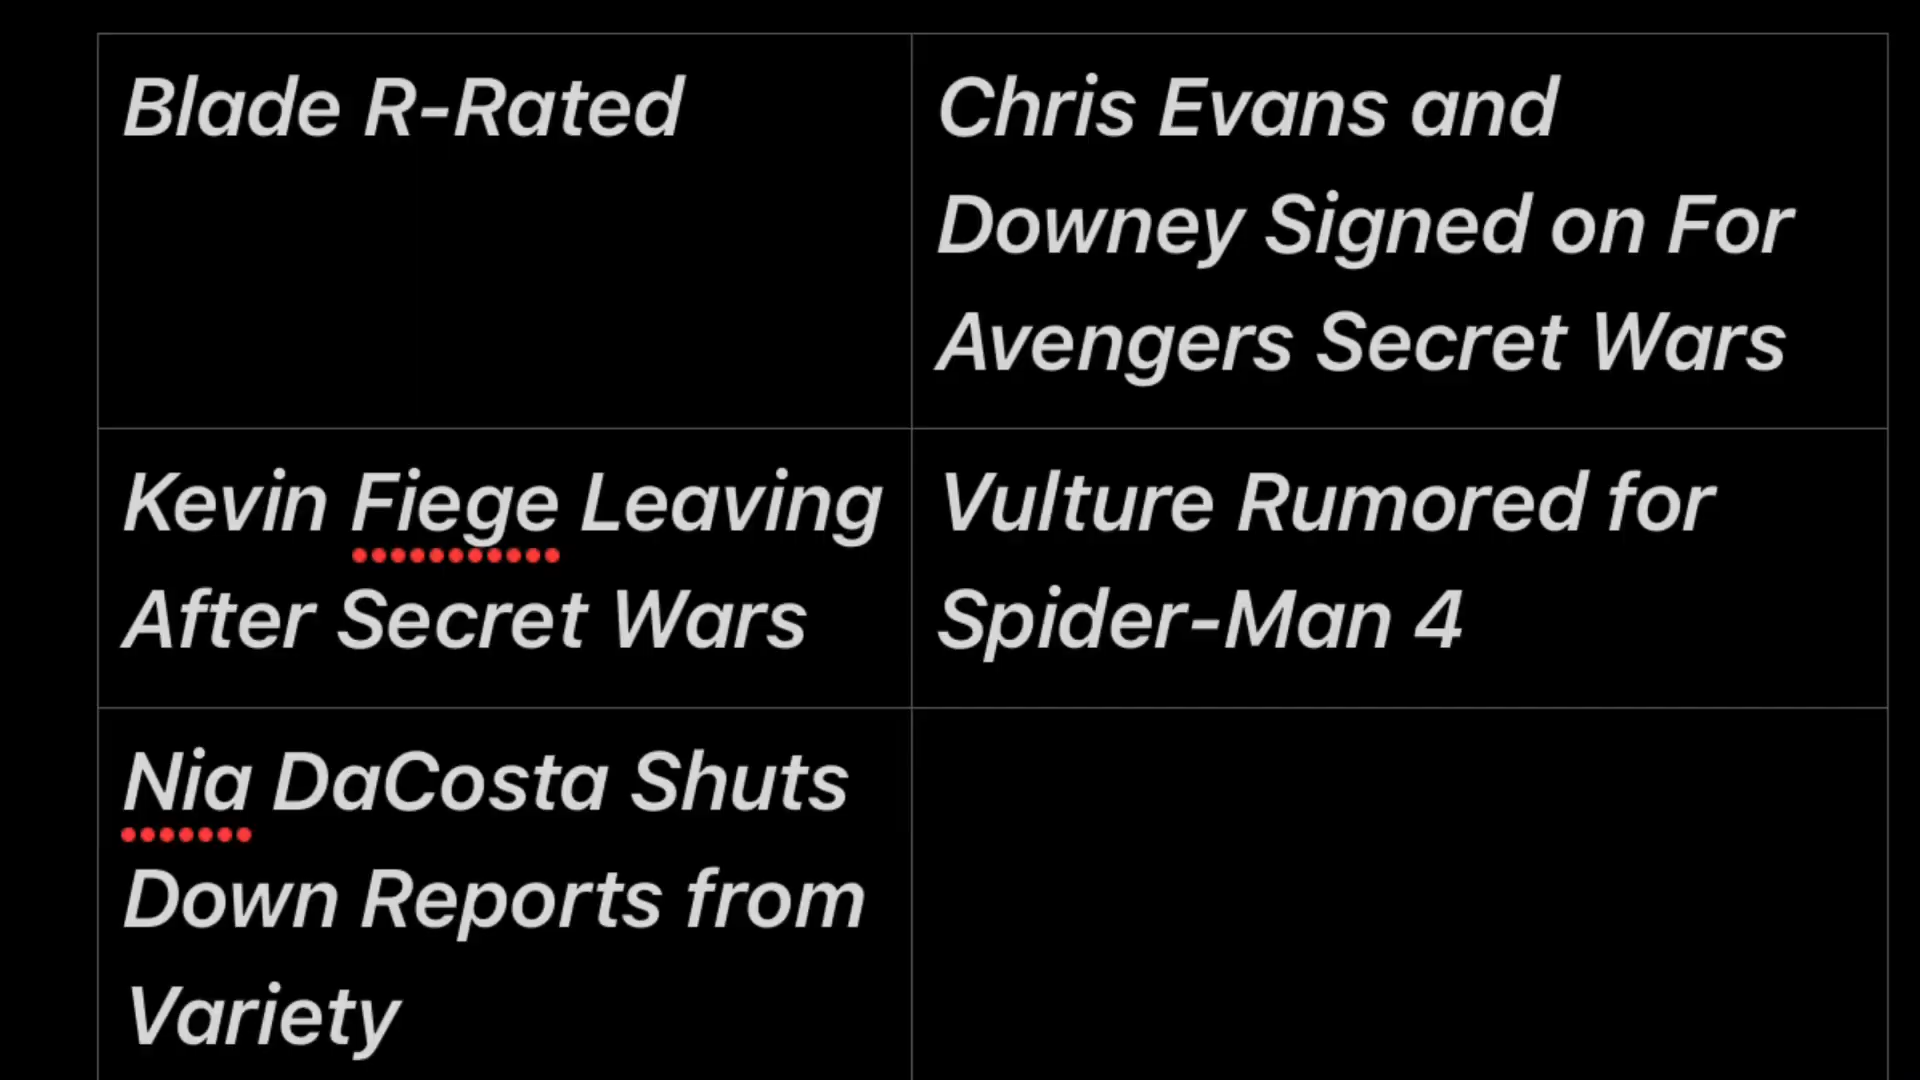 Blade R-Rated
Chris Evans and
Downey Signed on For
Avengers Secret Wars
Kevin Fiege Leaving
After Secret Wars
Vulture Rumored for
Spider-Man 4
Nia DaCosta Shuts
Down Reports from
Variety